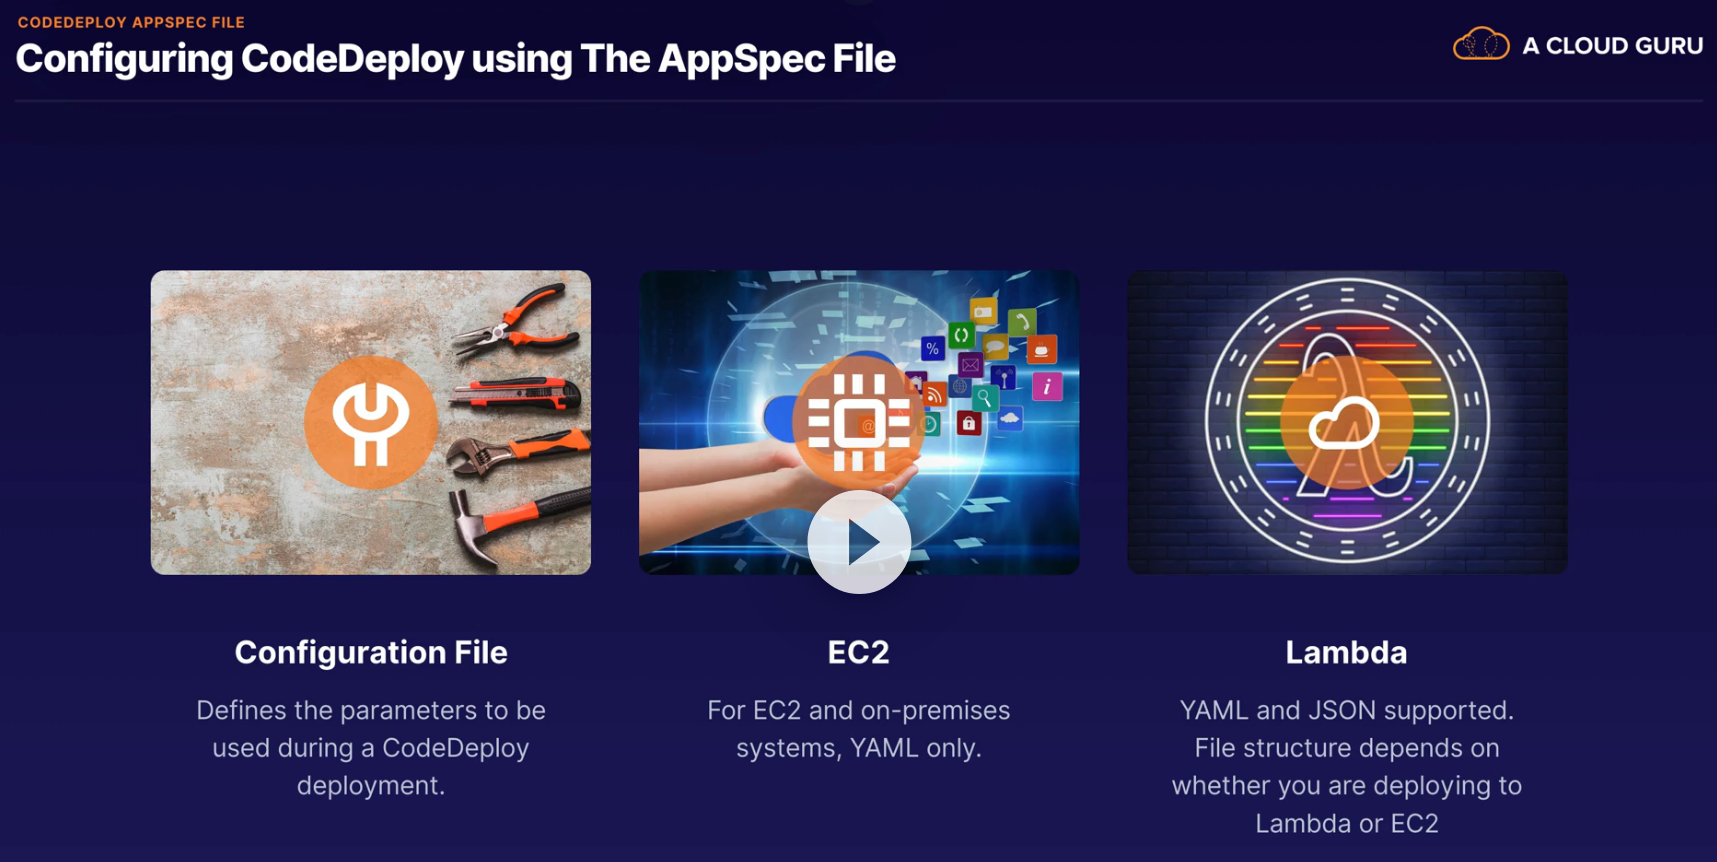 CODEDEPLOY APPSPEC FILE
Configuring CodeDeploy using The AppSpec File
A CLOUD GURU
Configuration File
Defines the parameters to be
used during a CodeDeploy
deployment.
EC2
For EC2 and on-premises
systems, YAML only.
Lambda
YAML and JSON supported.
File structure depends on
whether you are deploying to
Lambda or EC2